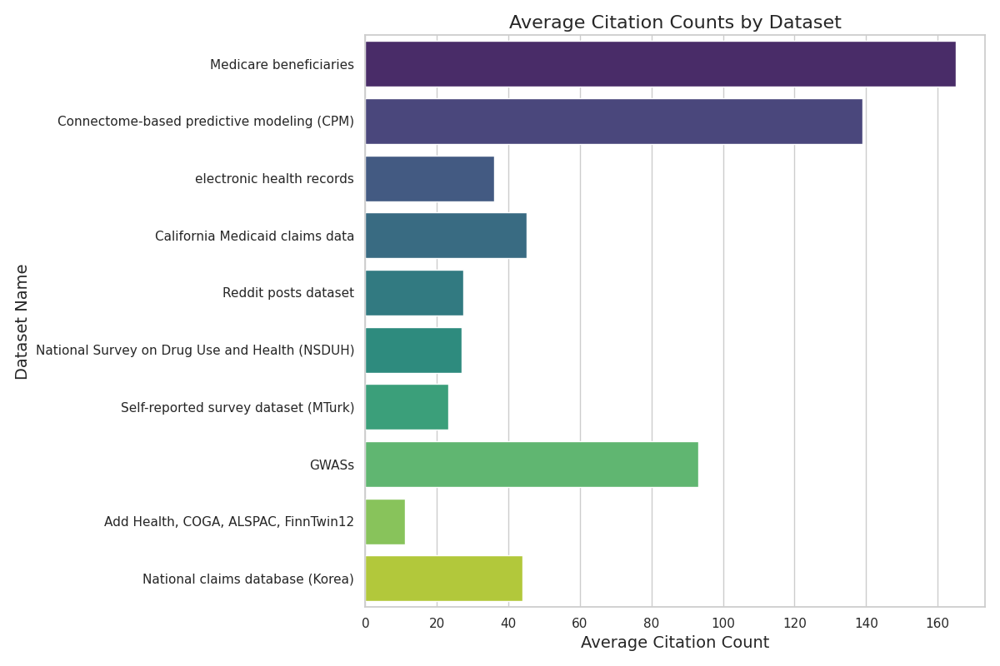 Average Citation Counts by Dataset
Dataset Name
Medicare beneficiaries
Connectome-based predictive modeling (CPM)
electronic health records
California Medicaid claims data
Reddit posts dataset
National Survey on Drug Use and Health (NSDUH)
Self-reported survey dataset (MTurk)
GWASs
Add Health, COGA, ALSPAC, FinnTwin12
National claims database (Korea)
0 20 40 60 80 100 120 140 160
Average Citation Count